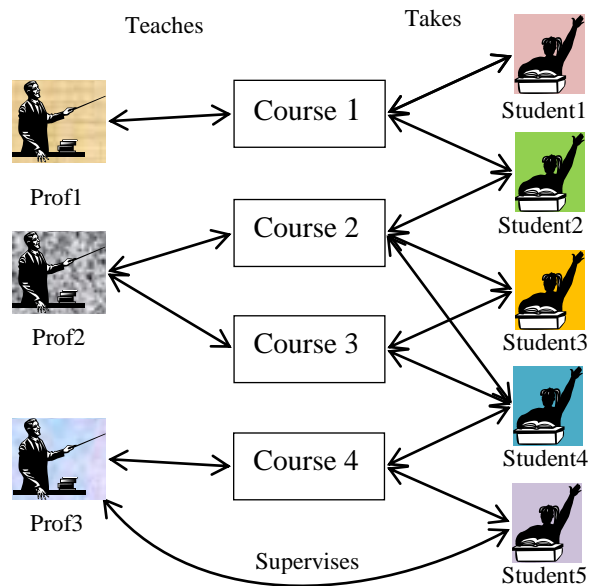 Teaches
Takes
Course 1
Student1
Prof1
Course 2
Student2
Prof2
Course 3
Student3
Course 4
Student4
Prof3
Supervises
Student5